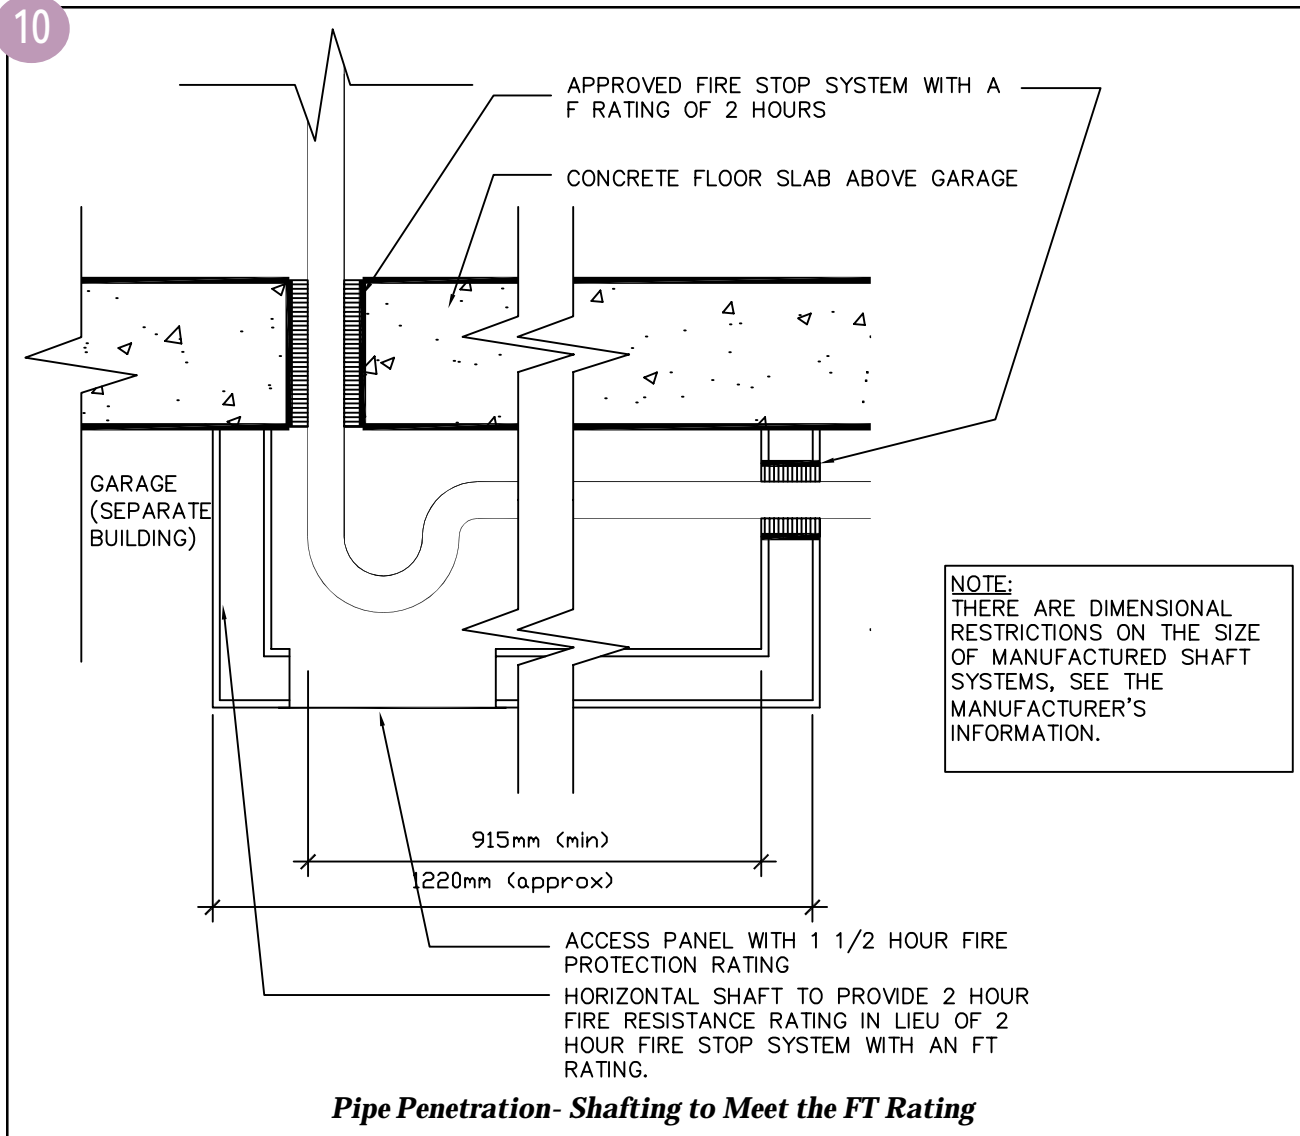 10
APPROVED FIRE STOP SYSTEM WITH A
F RATING OF 2 HOURS
CONCRETE FLOOR SLAB ABOVE GARAGE
GARAGE
(SEPARATE
BUILDING)
NOTE:
THERE ARE DIMENSIONAL
RESTRICTIONS ON THE SIZE
OF MANUFACTURED SHAFT
SYSTEMS, SEE THE
MANUFACTURER'S
INFORMATION.
915mm (min)
1220mm (approx)
ACCESS PANEL WITH 1 1/2 HOUR FIRE
PROTECTION RATING
HORIZONTAL SHAFT TO PROVIDE 2 HOUR
FIRE RESISTANCE RATING IN LIEU OF 2
HOUR FIRE STOP SYSTEM WITH AN FT
RATING.
Pipe Penetration- Shafting to Meet the FT Rating